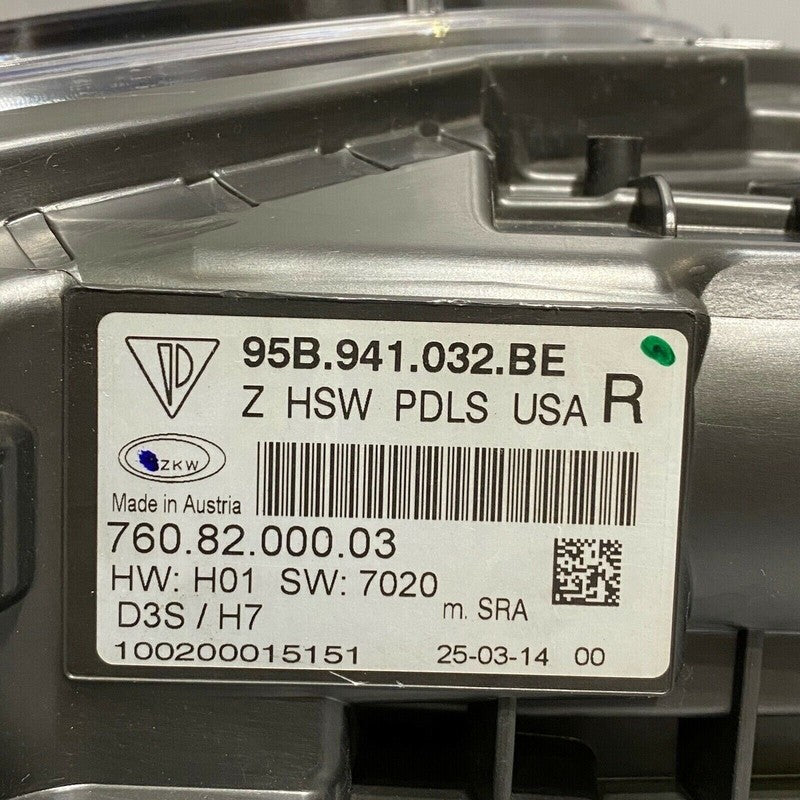 95B.941.032.BE
Z HSW PDLS USA R
ZKW
Made in Austria
760.82.000.03
HW: H01 SW: 7020
D3S / H7 m. SRA
100200015151 25-03-14 00